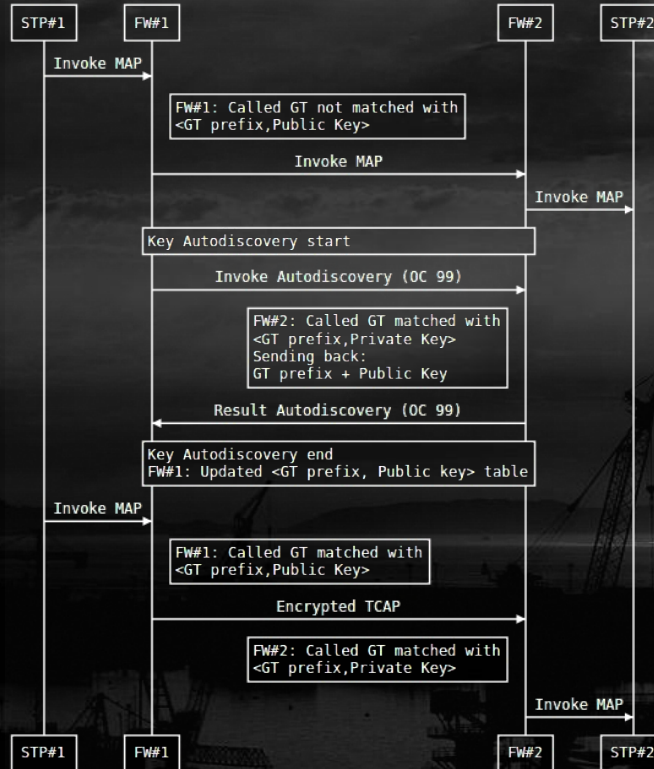 STP#1 FW#1 FW#2 STP#2
Invoke MAP
FW#1: Called GT not matched with
<GT prefix,Public Key>
Invoke MAP
Invoke MAP
Key Autodiscovery start
Invoke Autodiscovery (OC 99)
FW#2: Called GT matched with
<GT prefix,Private Key>
Sending back:
GT prefix + Public Key
Result Autodiscovery (OC 99)
Key Autodiscovery end
FW#1: Updated <GT prefix, Public key> table
Invoke MAP
FW#1: Called GT matched with
<GT prefix,Public Key>
Encrypted TCAP
FW#2: Called GT matched with
<GT prefix,Private Key>
Invoke MAP
STP#1 FW#1 FW#2 STP#2